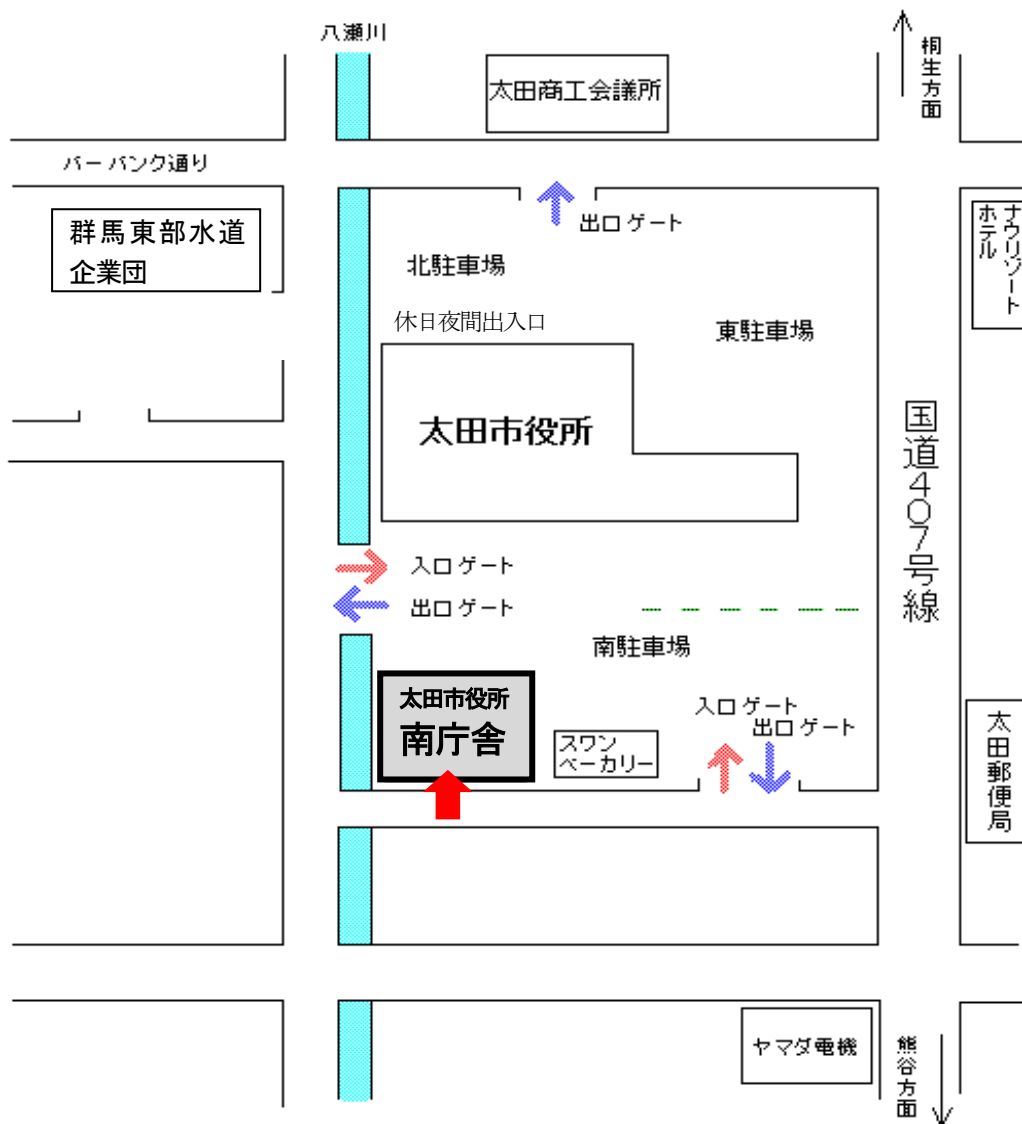 八瀬川
桐生方面
太田商工会議所
バーバンク通り
群馬東部水道
企業団
出口ゲート
ナウリゾート
ホテル
北駐車場
休日夜間出入口
東駐車場
太田市役所
国道407号線
入口ゲート
出口ゲート
南駐車場
太田市役所
南庁舎
スワン
ベーカリー
入口ゲート
出口ゲート
太田郵便局
ヤマダ電機
熊谷方面